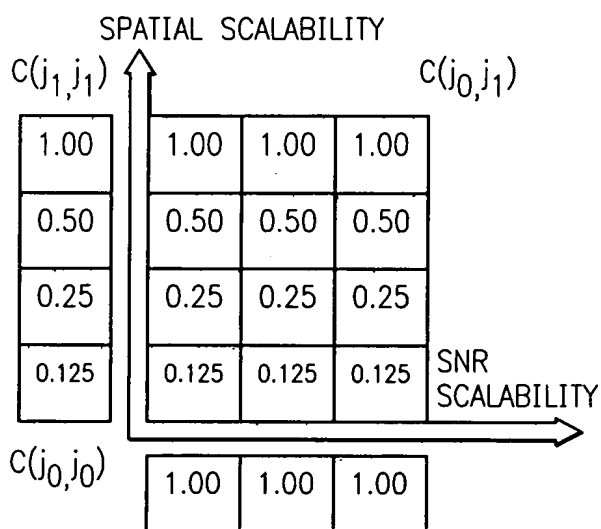 SPATIAL SCALABILITY
C(j₁,j₁) C(j₀,j₁)
1.00 1.00 1.00 1.00
0.50 0.50 0.50 0.50
0.25 0.25 0.25 0.25
0.125 0.125 0.125 0.125
SNR
SCALABILITY
C(j₀,j₀)
1.00 1.00 1.00